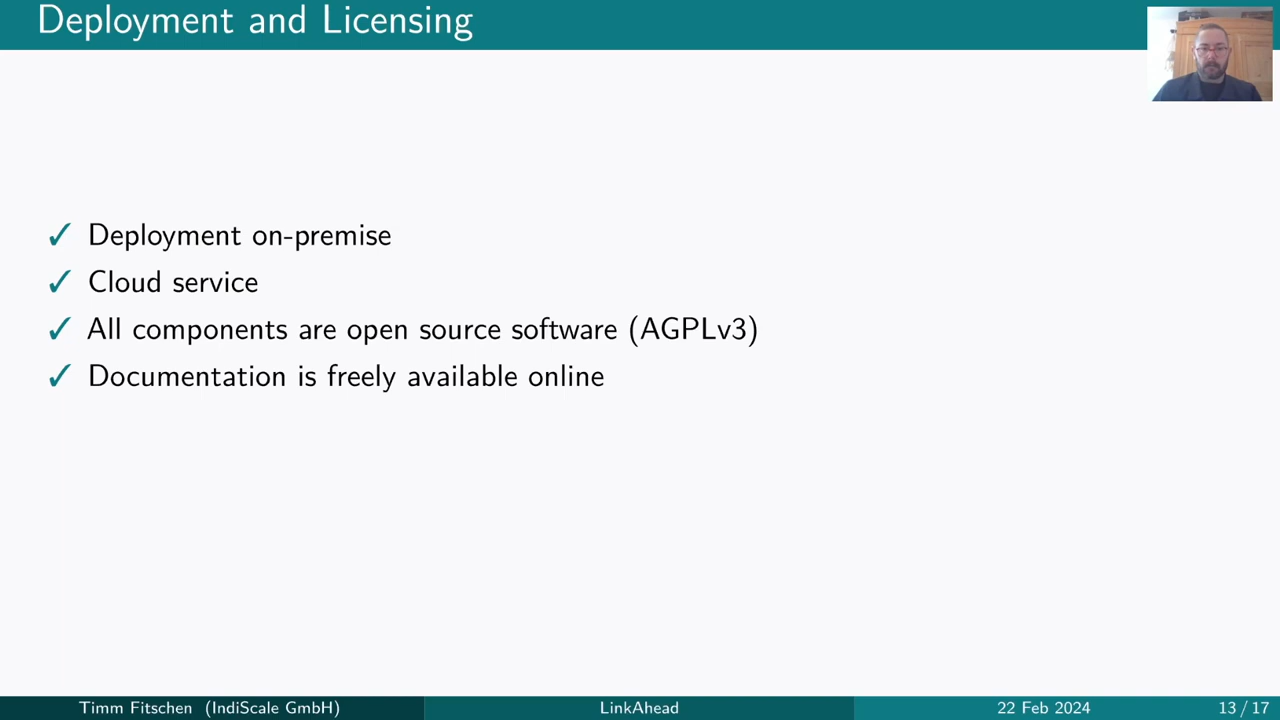 Deployment and Licensing
✓ Deployment on-premise
✓ Cloud service
✓ All components are open source software (AGPLv3)
✓ Documentation is freely available online
Timm Fitschen (IndiScale GmbH) LinkAhead 22 Feb 2024 13 / 17